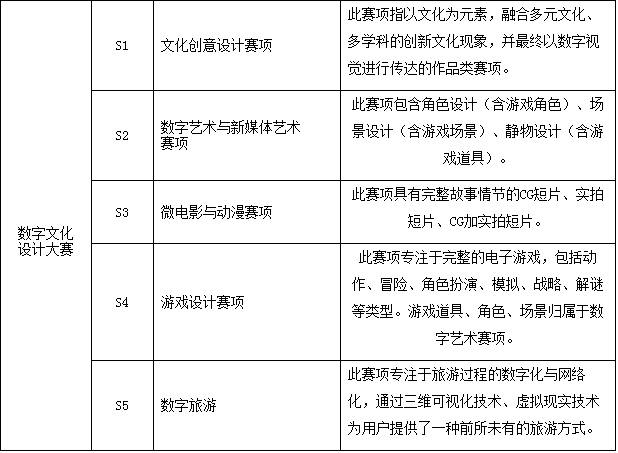 数字文化
设计大赛
S1
文化创意设计赛项
此赛项指以文化为元素，融合多元文化、
多学科的创新文化现象，并最终以数字视
觉进行传达的作品类赛项。
S2
数字艺术与新媒体艺术
赛项
此赛项包含角色设计（含游戏角色）、场
景设计（含游戏场景）、静物设计（含游
戏道具）。
S3
微电影与动漫赛项
此赛项具有完整故事情节的CG短片、实拍
短片、CG加实拍短片。
S4
游戏设计赛项
此赛项专注于完整的电子游戏，包括动
作、冒险、角色扮演、模拟、战略、解谜
等类型。游戏道具、角色、场景归属于数
字艺术赛项。
S5
数字旅游
此赛项专注于旅游过程的数字化与网络
化，通过三维可视化技术、虚拟现实技术
为用户提供了一种前所未有的旅游方式。